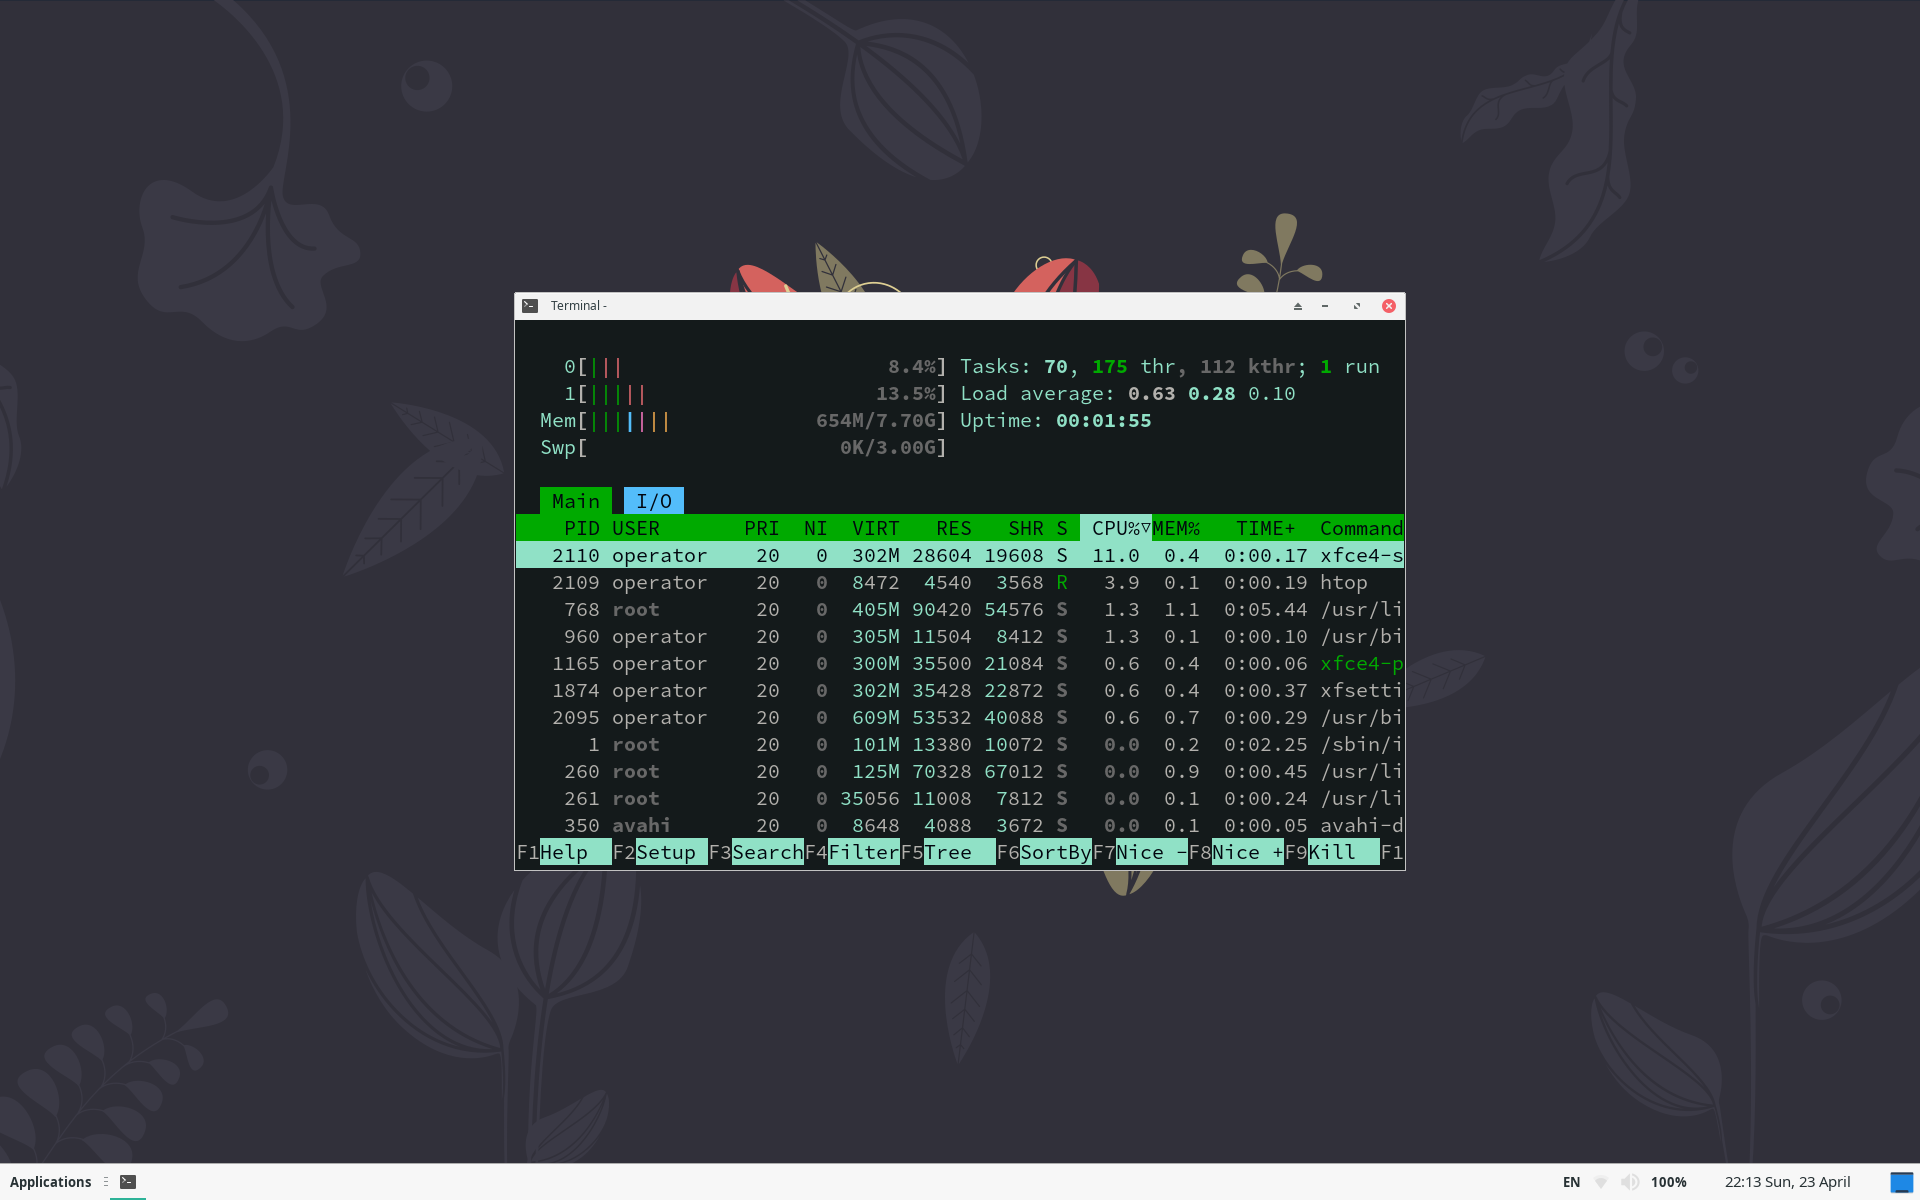 Terminal -
0[||| 8.4%] Tasks: 70, 175 thr, 112 kthr; 1 run
1[||||| 13.5%] Load average: 0.63 0.28 0.10
Mem[||||||| 654M/7.70G] Uptime: 00:01:55
Swp[ 0K/3.00G]
Main I/O
PID USER PRI NI VIRT RES SHR S CPU%▽MEM% TIME+ Command
2110 operator 20 0 302M 28604 19608 S 11.0 0.4 0:00.17 xfce4-s
2109 operator 20 0 8472 4540 3568 R 3.9 0.1 0:00.19 htop
768 root 20 0 405M 90420 54576 S 1.3 1.1 0:05.44 /usr/li
960 operator 20 0 305M 11504 8412 S 1.3 0.1 0:00.10 /usr/bi
1165 operator 20 0 300M 35500 21084 S 0.6 0.4 0:00.06 xfce4-p
1874 operator 20 0 302M 35428 22872 S 0.6 0.4 0:00.37 xfsetti
2095 operator 20 0 609M 53532 40088 S 0.6 0.7 0:00.29 /usr/bi
1 root 20 0 101M 13380 10072 S 0.0 0.2 0:02.25 /sbin/i
260 root 20 0 125M 70328 67012 S 0.0 0.9 0:00.45 /usr/li
261 root 20 0 35056 11008 7812 S 0.0 0.1 0:00.24 /usr/li
350 avahi 20 0 8648 4088 3672 S 0.0 0.1 0:00.05 avahi-d
F1Help F2Setup F3SearchF4FilterF5Tree F6SortByF7Nice -F8Nice +F9Kill F1
Applications EN 100% 22:13 Sun, 23 April